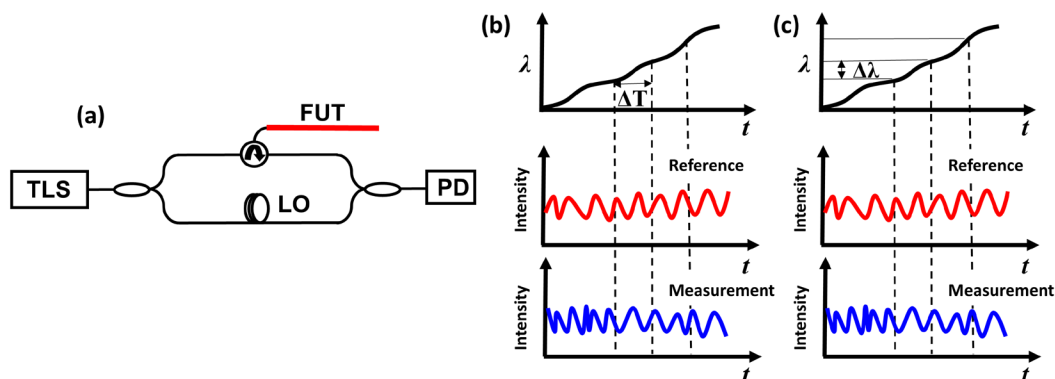 (a)
TLS
FUT
LO
PD
(b)
λ
ΔT
t
Reference
Intensity
t
Measurement
Intensity
t
(c)
λ
Δλ
t
Reference
Intensity
t
Measurement
Intensity
t